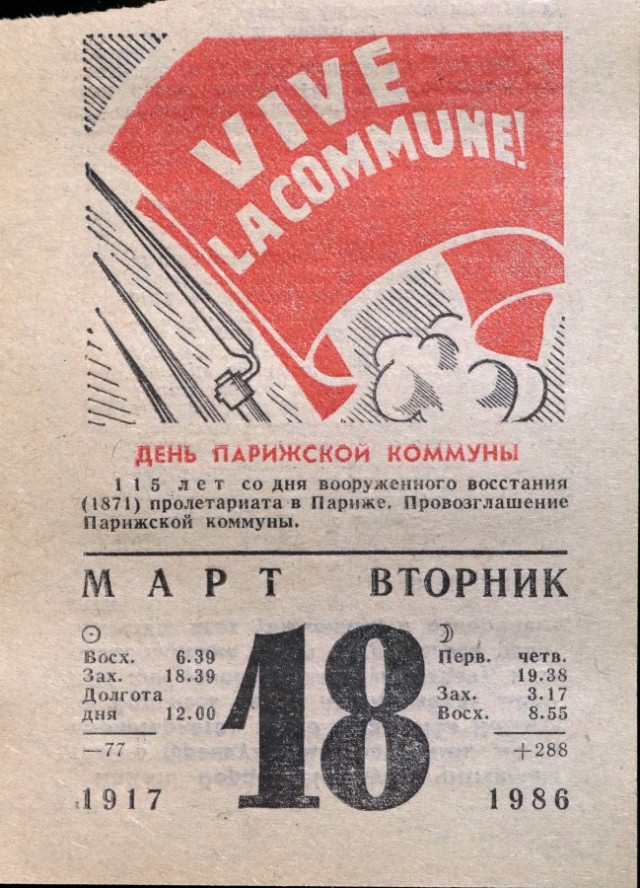 VIVE
LA COMMUNE!
ДЕНЬ ПАРИЖСКОЙ КОММУНЫ
115 лет со дня вооруженного восстания
(1871) пролетариата в Париже. Провозглашение
Парижской коммуны.
МАРТ ВТОРНИК
Восх. 6.39
Зах. 18.39
Долгота
дня 12.00
—77
18
Перв. четв.
19.38
Зах. 3.17
Восх. 8.55
+288
1917 1986